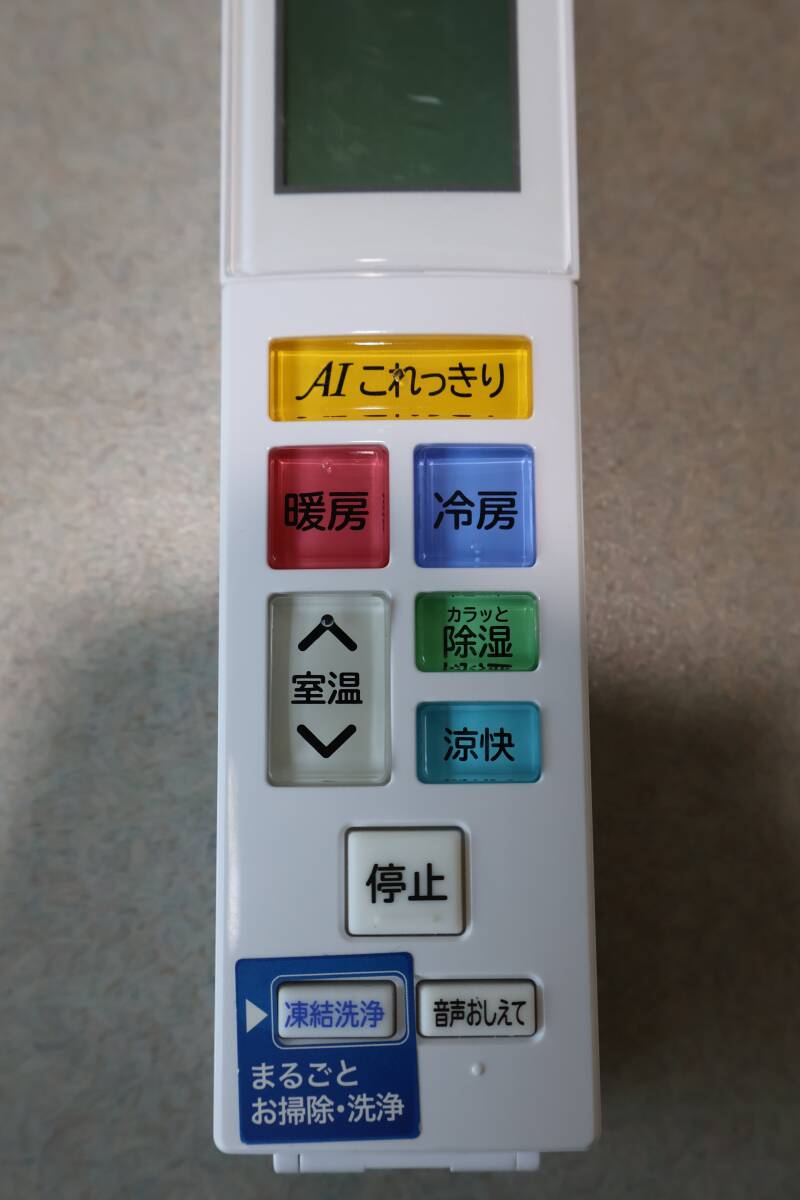 AIこれっきり
暖房
冷房
室温
カラッと
除湿
涼快
停止
凍結洗浄
音声おしえて
まるごと
お掃除・洗浄